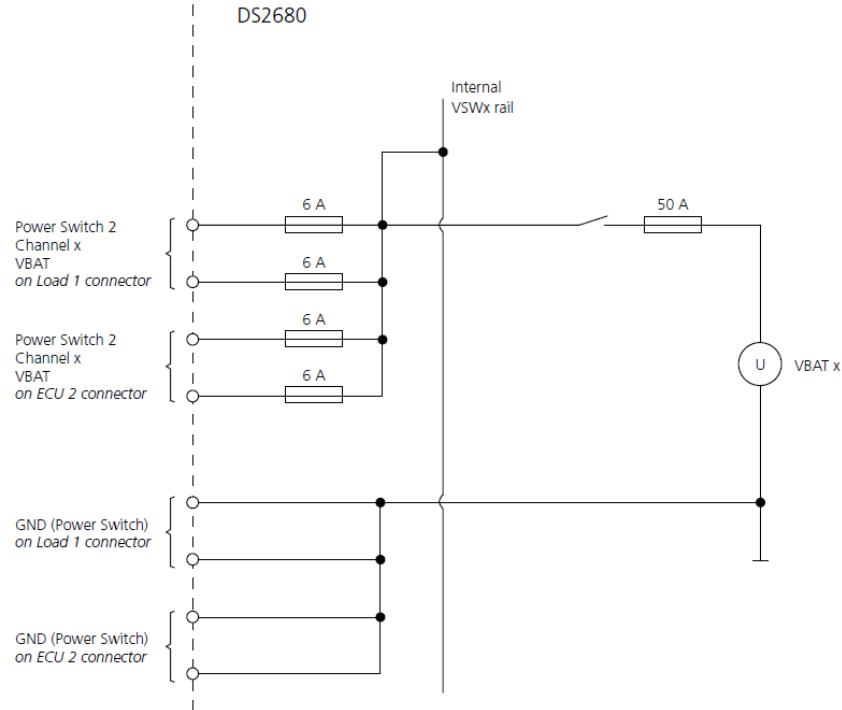 DS2680
Internal
VSWx rail
6 A
50 A
Power Switch 2
Channel x
VBAT
on Load 1 connector
6 A
6 A
Power Switch 2
Channel x
VBAT
on ECU 2 connector
U
VBAT x
6 A
GND (Power Switch)
on Load 1 connector
GND (Power Switch)
on ECU 2 connector